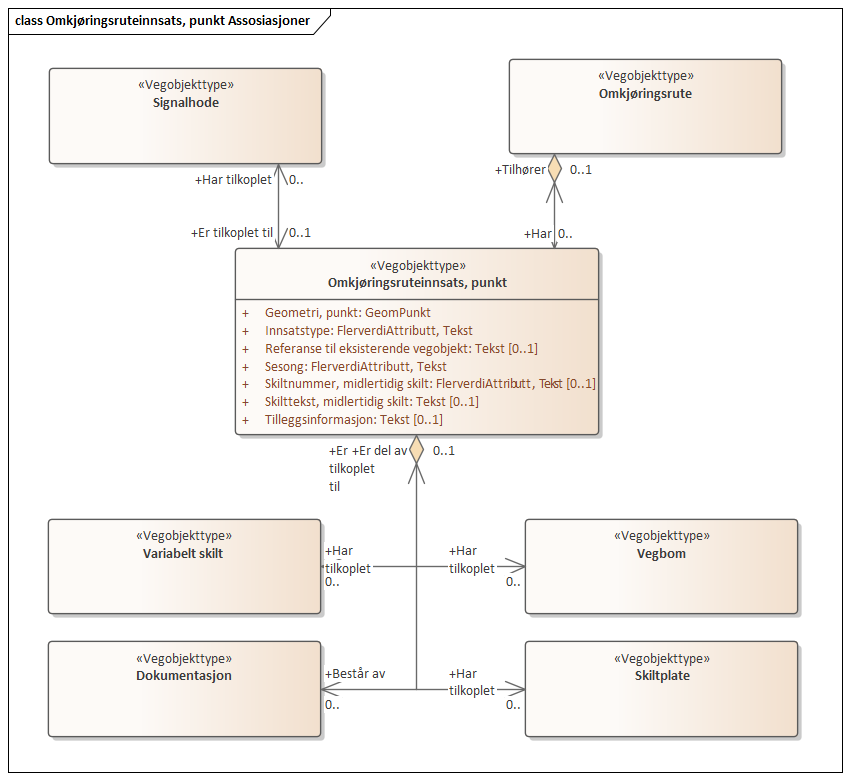 class Omkjøringsruteinnsats, punkt Assosiasjoner
«Vegobjekttype»
Signalhode
«Vegobjekttype»
Omkjøringsrute
+Har tilkoplet
0..
+Tilhører
0..1
+Er tilkoplet til
0..1
+Har
0..
«Vegobjekttype»
Omkjøringsruteinnsats, punkt
+ Geometri, punkt: GeomPunkt
+ Innsatstype: FlerverdiAttributt, Tekst
+ Referanse til eksisterende vegobjekt: Tekst [0..1]
+ Sesong: FlerverdiAttributt, Tekst
+ Skiltnummer, midlertidig skilt: FlerverdiAttributt, Tekst [0..1]
+ Skilttekst, midlertidig skilt: Tekst [0..1]
+ Tilleggsinformasjon: Tekst [0..1]
+Er +Er del av
0..1
tilkoplet
til
«Vegobjekttype»
Variabelt skilt
+Har
tilkoplet
0..
+Har
tilkoplet
0..
«Vegobjekttype»
Vegbom
«Vegobjekttype»
Dokumentasjon
+Består av
0..
+Har
tilkoplet
0..
«Vegobjekttype»
Skiltplate